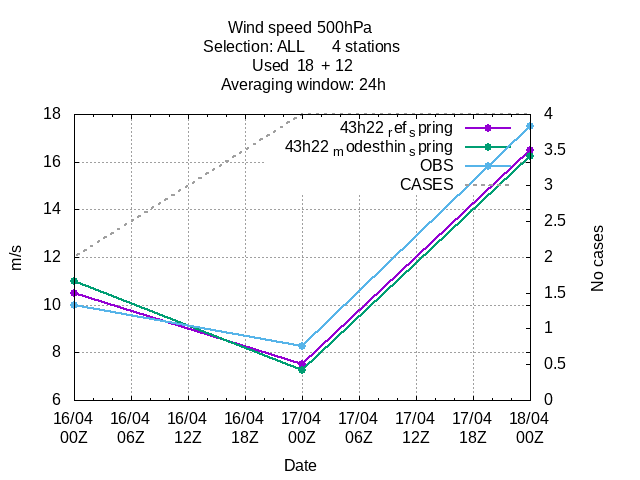 Wind speed 500hPa
Selection: ALL 4 stations
Used 18 + 12
Averaging window: 24h
18 4
43h22 ref spring
43h22 modesthin spring
OBS
CASES
16 3.5
14 3
12 2.5
10 2
8 1.5
6 1
0.5
0
m/s
No cases
16/04 16/04 16/04 16/04 17/04 17/04 17/04 17/04 18/04
00Z 06Z 12Z 18Z 00Z 06Z 12Z 18Z 00Z
Date